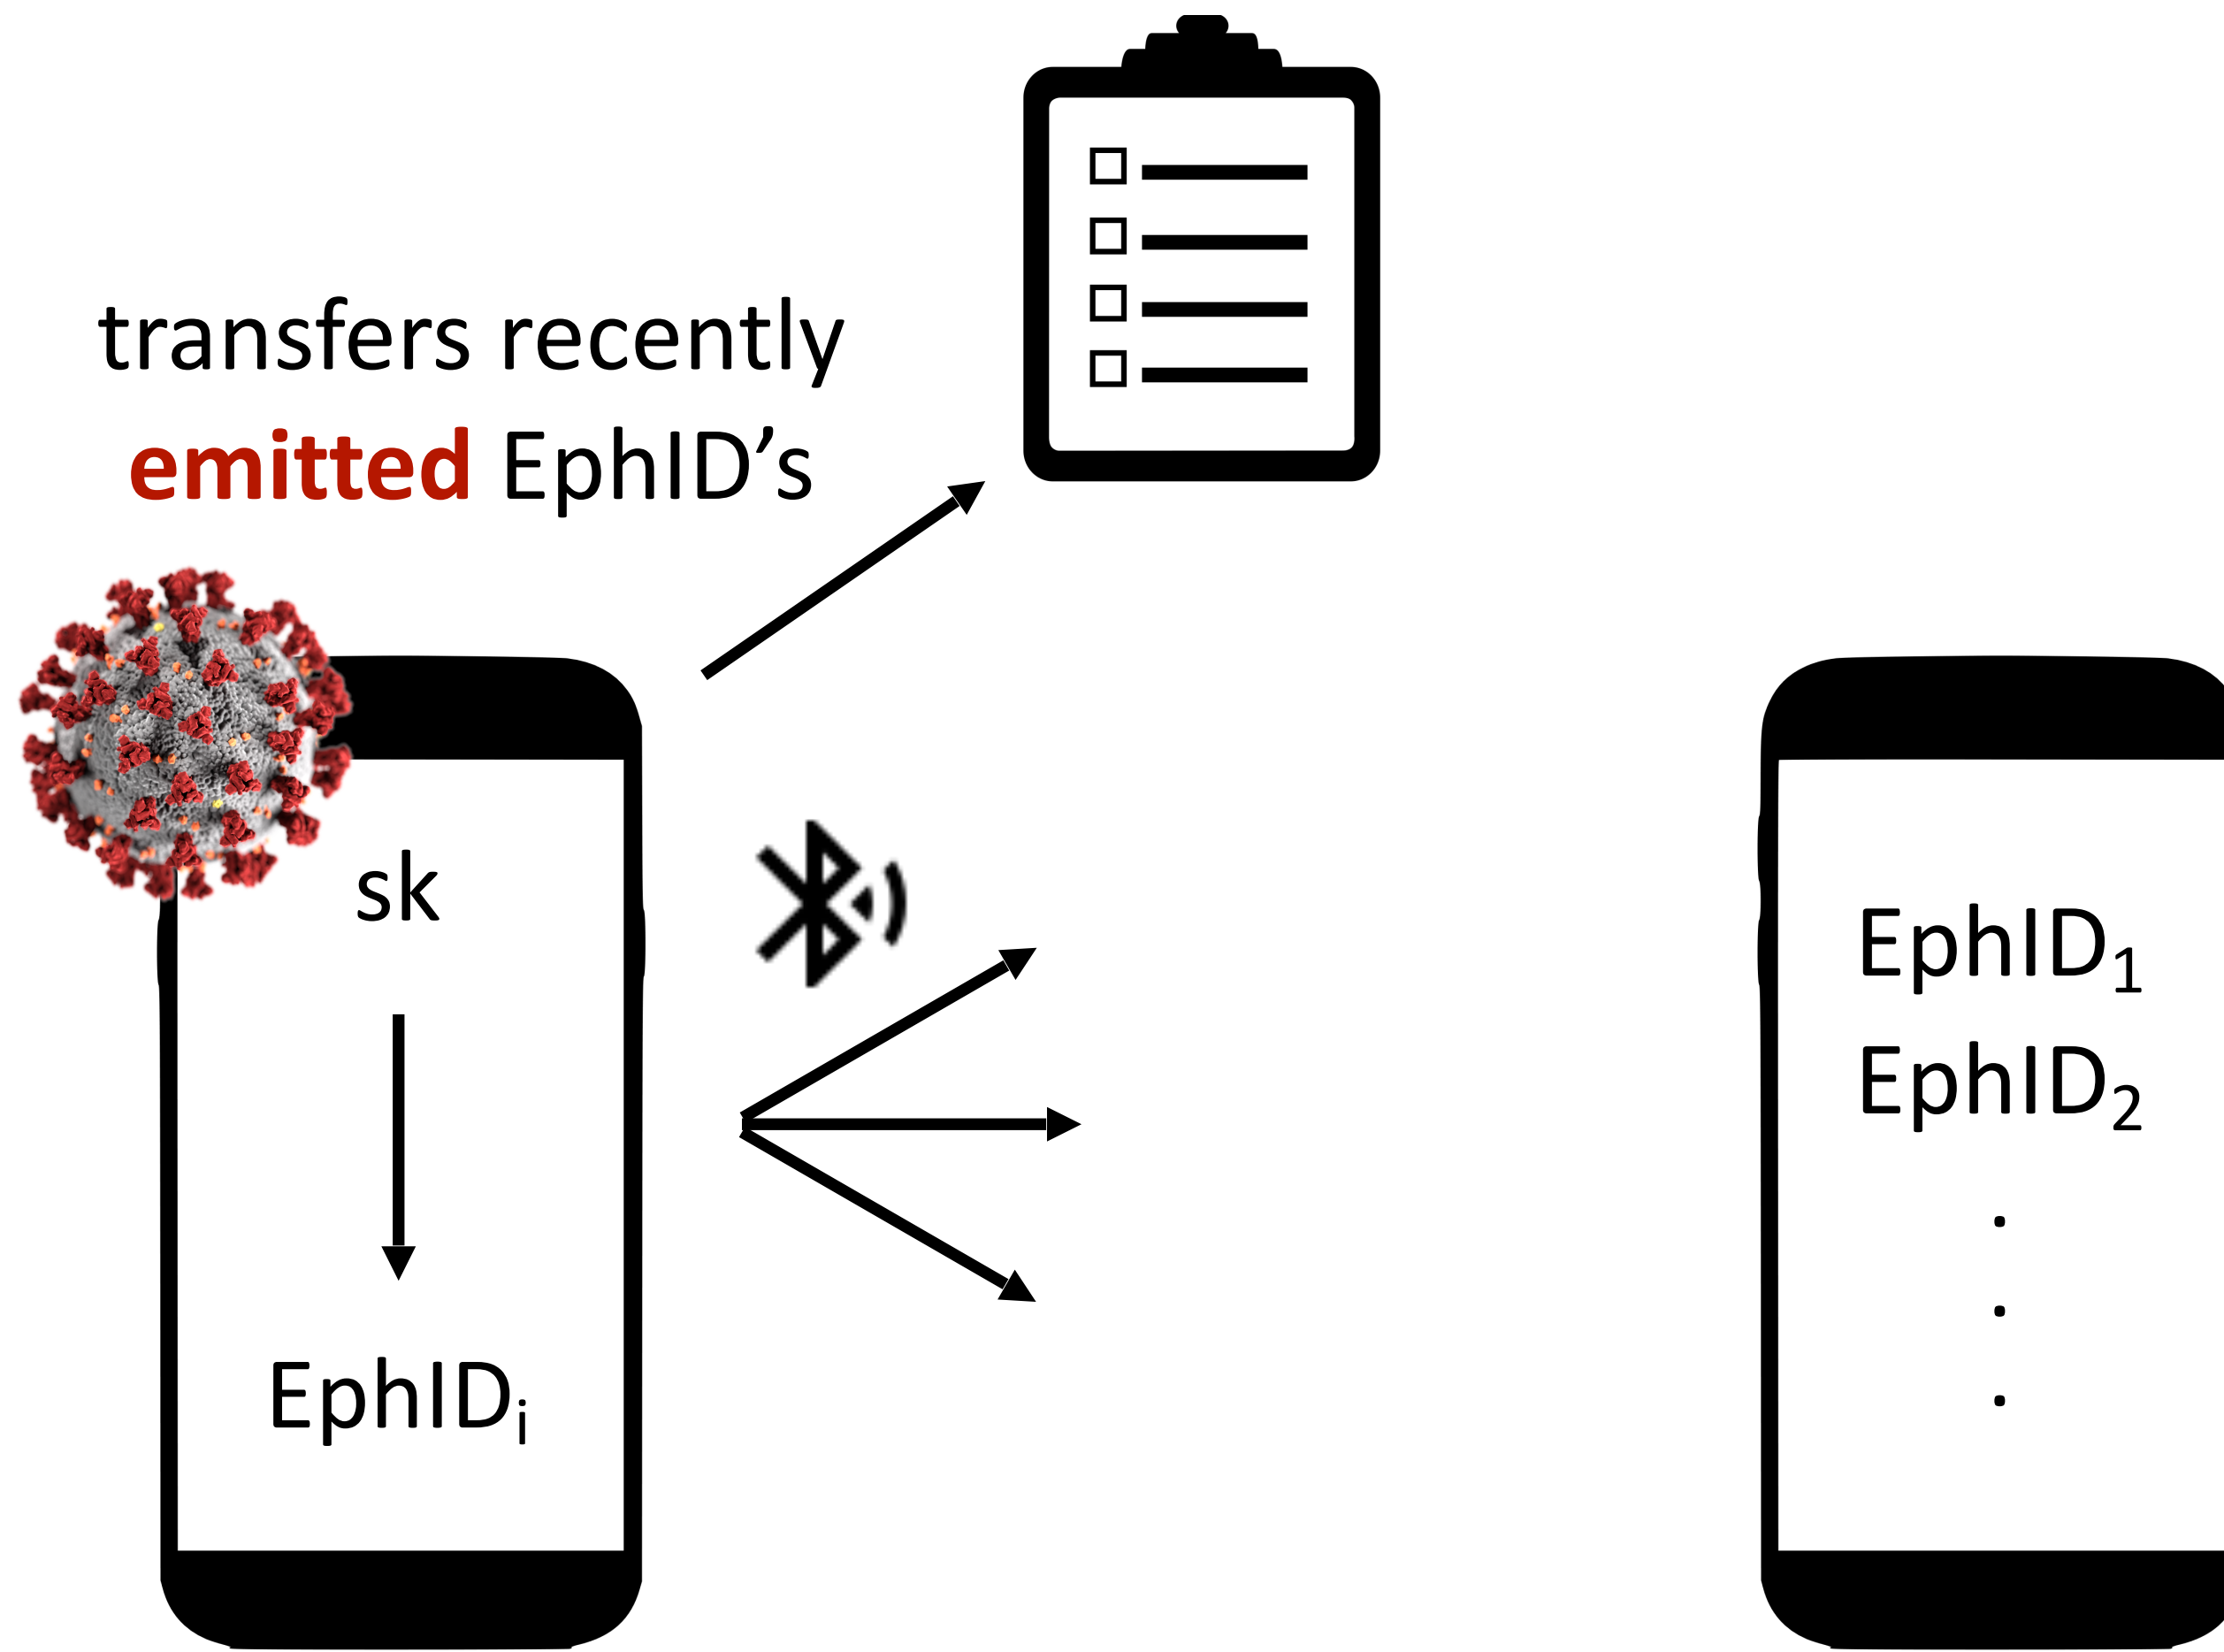 transfers recently
emitted EphID’s
sk
EphIDi
EphID1
EphID2
.
.
.